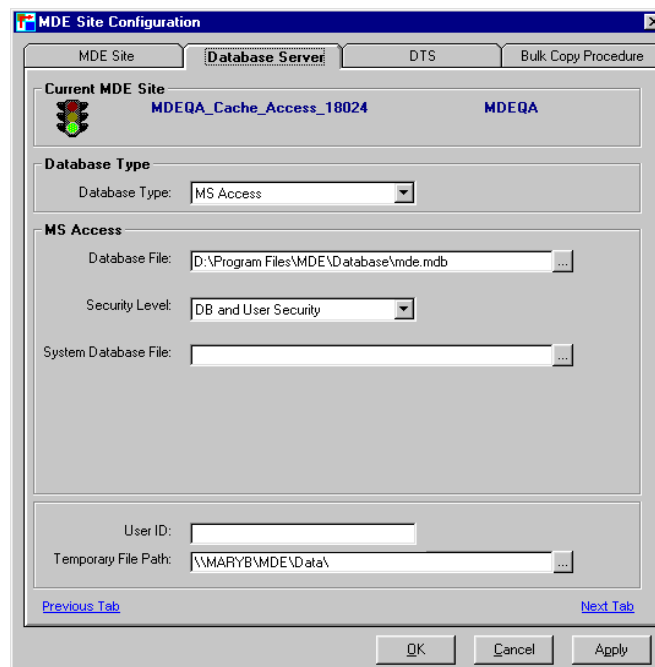 MDE Site Configuration
MDE Site Database Server DTS Bulk Copy Procedure
Current MDE Site
MDEQA_Cache_Access_18024 MDEQA
Database Type
Database Type: MS Access
MS Access
Database File: D:\Program Files\MDE\Database\mde.mdb ...
Security Level: DB and User Security
System Database File: ...
User ID:
Temporary File Path: \\MARYB\MDE\Data\ ...
Previous Tab Next Tab
OK Cancel Apply